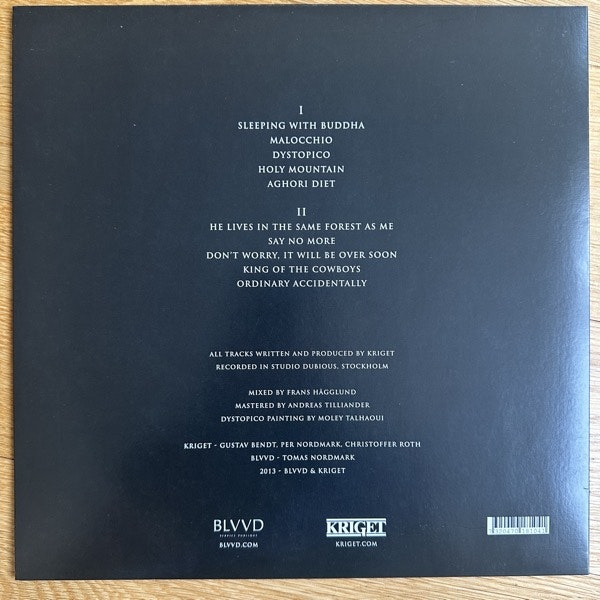 I
SLEEPING WITH BUDDHA
MALOCCHIO
DYSTOPICO
HOLY MOUNTAIN
AGHORI DIET
II
HE LIVES IN THE SAME FOREST AS ME
SAY NO MORE
DON'T WORRY, IT WILL BE OVER SOON
KING OF THE COWBOYS
ORDINARY ACCIDENTALLY
ALL TRACKS WRITTEN AND PRODUCED BY KRIGET
RECORDED IN STUDIO DUBIOUS, STOCKHOLM
MIXED BY FRANS HÄGGLUND
MASTERED BY ANDREAS TILLIANDER
DYSTOPICO PAINTING BY MOLEY TALHAOUI
KRIGET - GUSTAV BENDT, PER NORDMARK, CHRISTOFFER ROTH
BLVVD - TOMAS NORDMARK
2013 - BLVVD & KRIGET
BLVVD
SERVICE PUBLIQUE
BLVVD.COM
KRIGET
KRIGET.COM